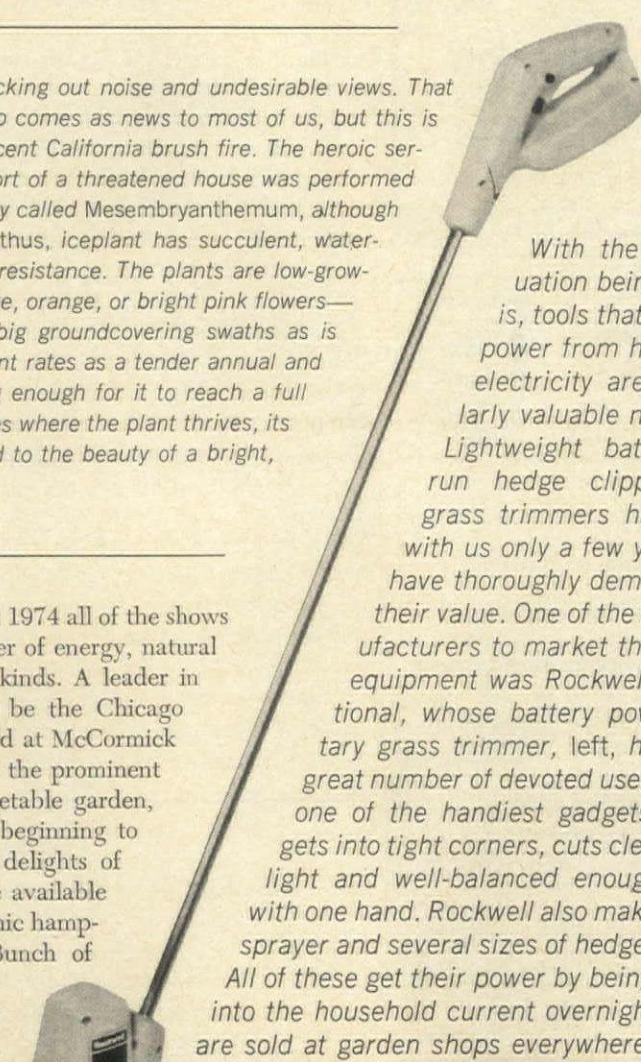 cking out noise and undesirable views. That
comes as news to most of us, but this is
cent California brush fire. The heroic ser-
ort of a threatened house was performed
y called Mesembryanthemum, although
thus, iceplant has succulent, water-
resistance. The plants are low-grow-
e, orange, or bright pink flowers—
big groundcovering swaths as is
nt rates as a tender annual and
enough for it to reach a full
es where the plant thrives, its
d to the beauty of a bright,
1974 all of the shows
er of energy, natural
kinds. A leader in
be the Chicago
d at McCormick
the prominent
etable garden,
beginning to
delights of
available
nic hamp-
Bunch of
With the
uation bein
is, tools that
power from h
electricity are
larly valuable n
Lightweight bat
run hedge clipp
grass trimmers h
with us only a few y
have thoroughly dem
their value. One of the
ufacturers to market th
equipment was Rockwel
tional, whose battery pow
tary grass trimmer, left, h
great number of devoted use
one of the handiest gadgets
gets into tight corners, cuts cle
light and well-balanced enoug
with one hand. Rockwell also mak
sprayer and several sizes of hedge
All of these get their power by being
into the household current overnigh
are sold at garden shops everywhere